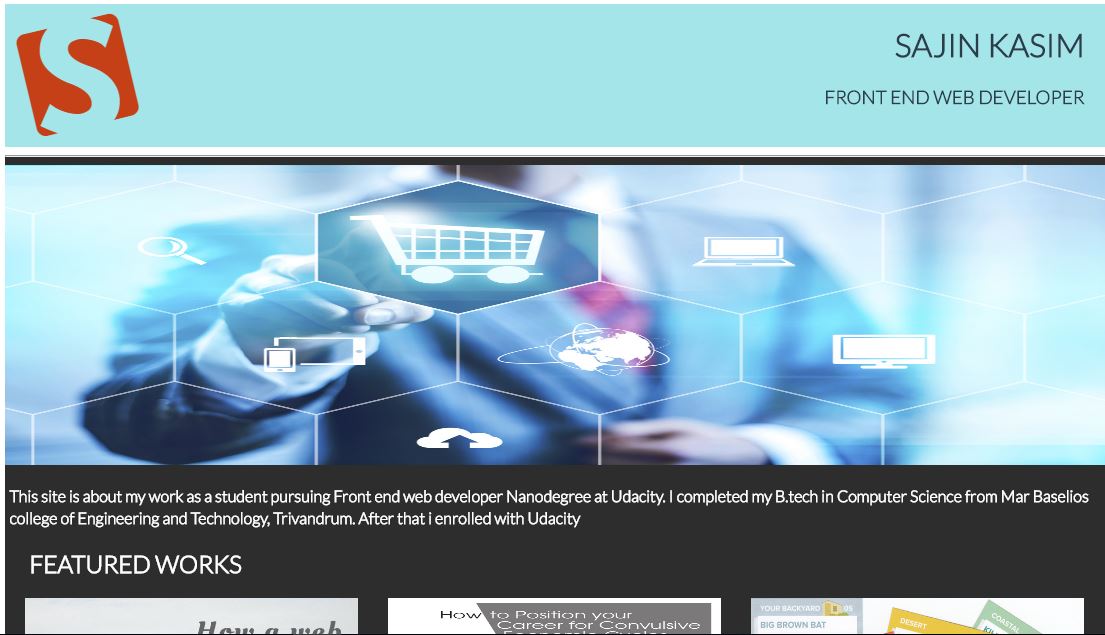 SAJIN KASIM
FRONT END WEB DEVELOPER
This site is about my work as a student pursuing Front end web developer Nanodegree at Udacity. I completed my B.tech in Computer Science from Mar Baselios
college of Engineering and Technology, Trivandrum. After that i enrolled with Udacity
FEATURED WORKS
How a web
How to Position your
Career for Convulsive
Economic Cycles
YOUR BACKYARD 05
BIG BROWN BAT
DESERT
COASTAL